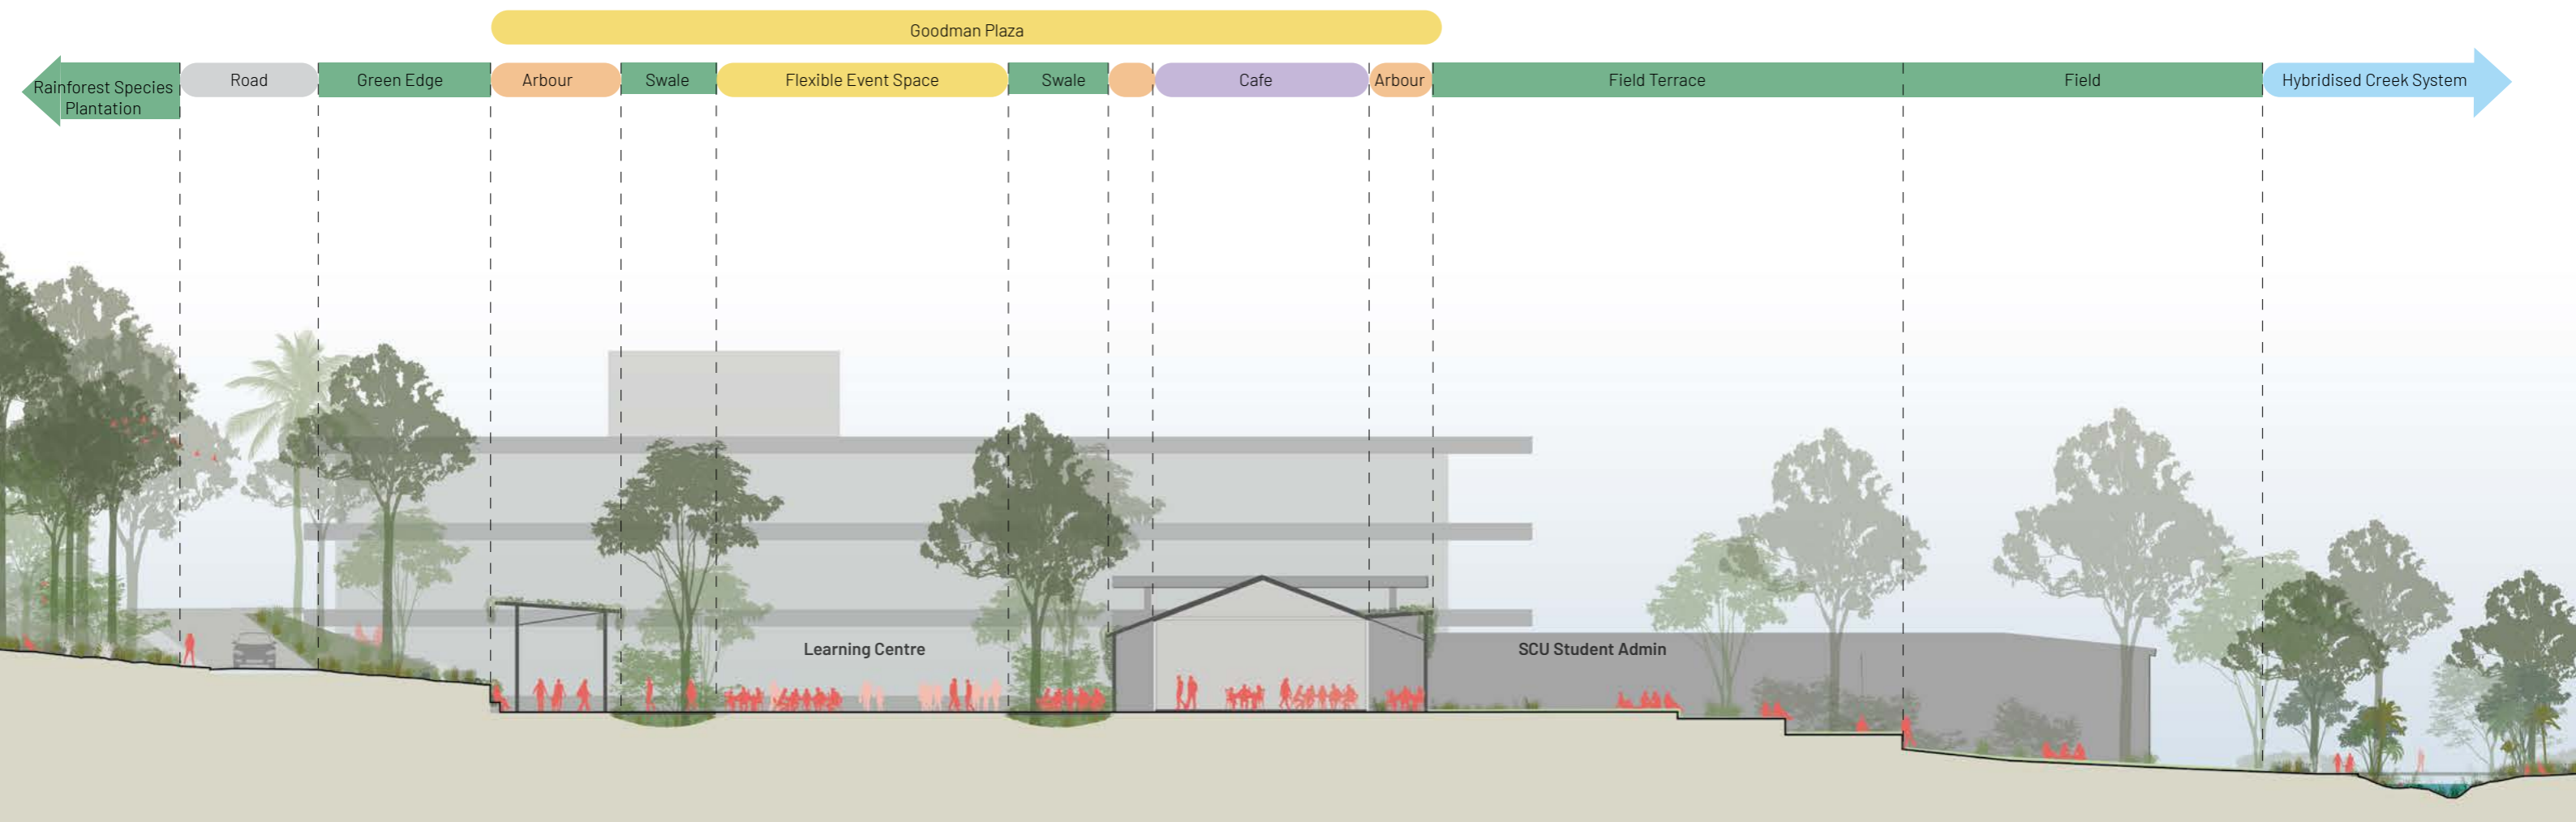 Goodman Plaza
Rainforest Species
Plantation
Road
Green Edge
Arbour
Swale
Flexible Event Space
Swale
Cafe
Arbour
Field Terrace
Field
Hybridised Creek System
Learning Centre
SCU Student Admin